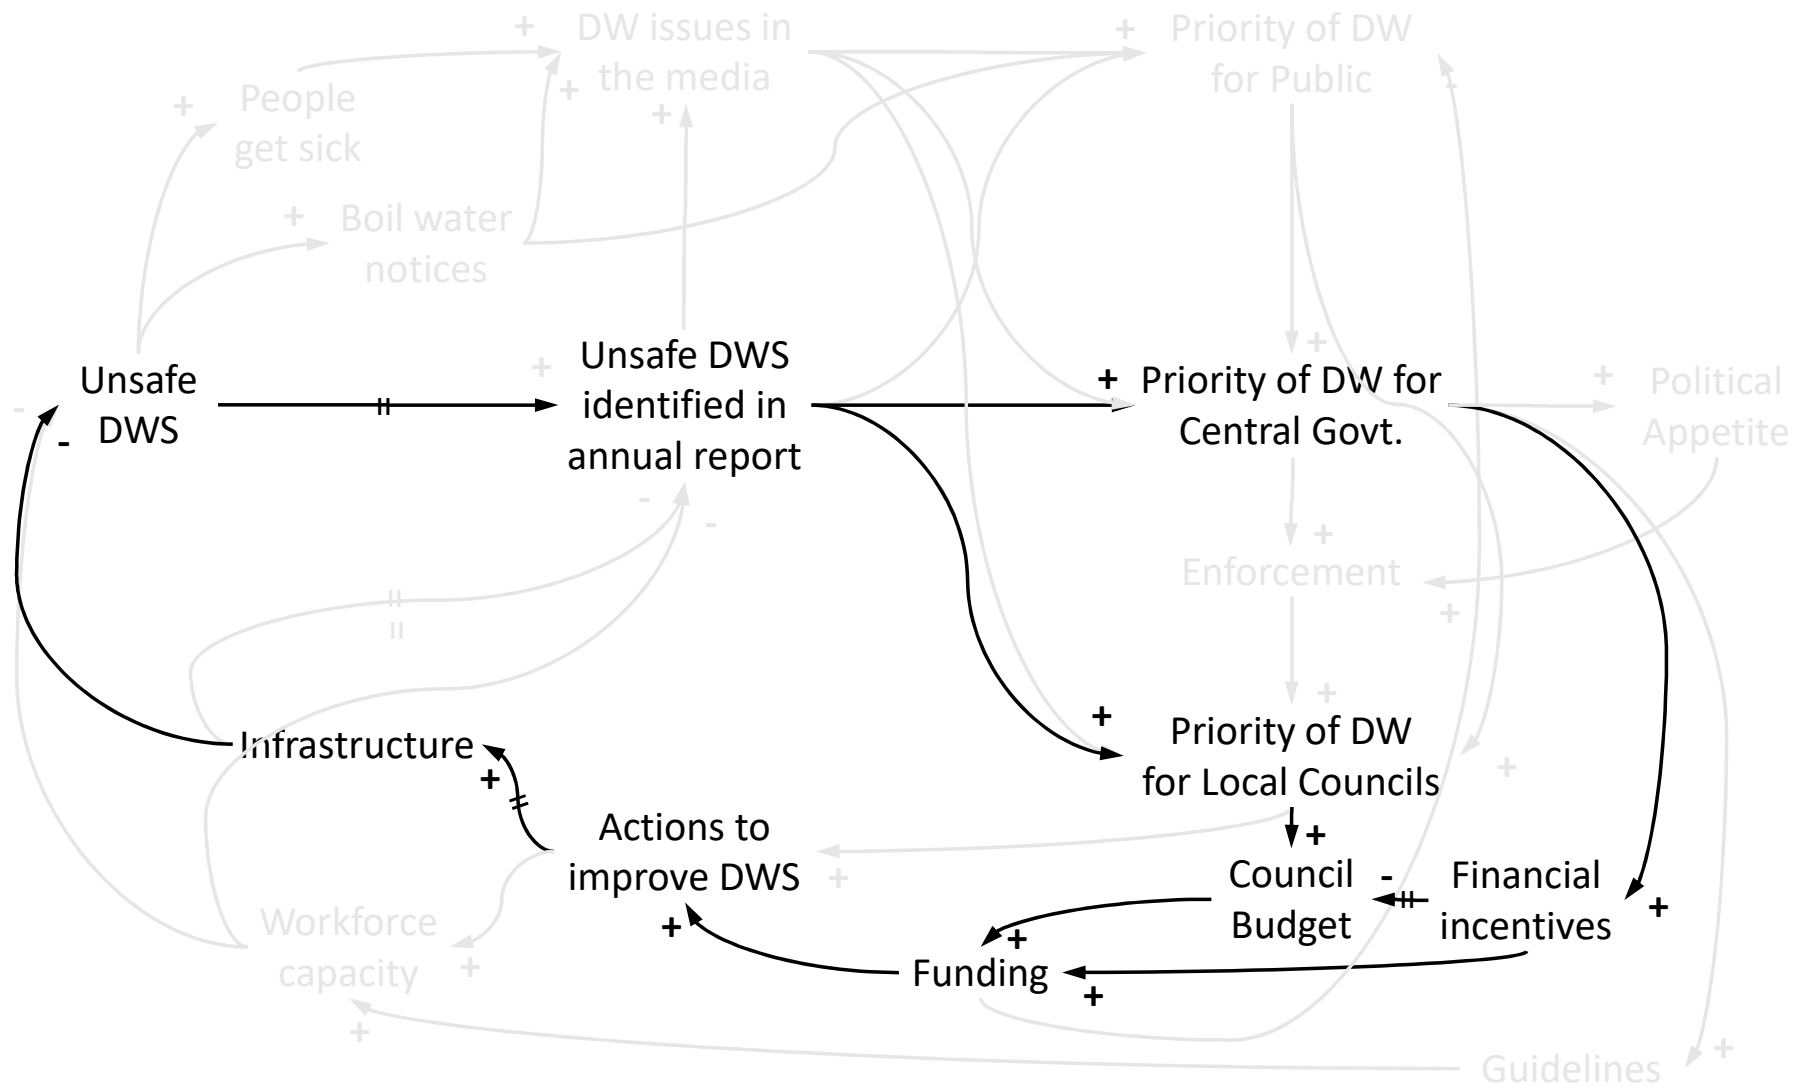 DW issues in
the media
Priority of DW
for Public
People
get sick
Boil water
notices
Unsafe
DWS
Unsafe DWS
identified in
annual report
Priority of DW for
Central Govt.
Political
Appetite
Enforcement
Infrastructure
Priority of DW
for Local Councils
Actions to
improve DWS
Council
Budget
Financial
incentives
Workforce
capacity
Funding
Guidelines
+
+
+
+
+
+
-
+
+
+
+
+
-
-
-
-
+
+
+
+
+
+
+
+
-
+
+
+
+
+
+
+